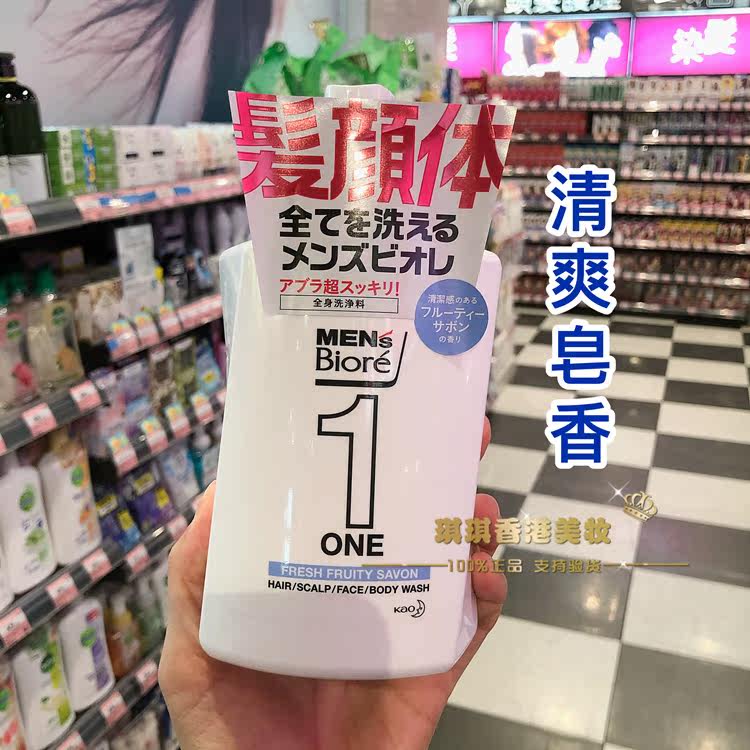 染髮
髪顔体
全てを洗える
メンズビオレ
アブラ超スッキリ!
全身洗浄料
清潔感のある
フルーティー
サボン
の香り
MEN's
Bioré
1
ONE
FRESH FRUITY SAVON
HAIR/SCALP/FACE/BODY WASH
Kao
清爽皂香
琪琪香港美妆
100%正品 支持验货